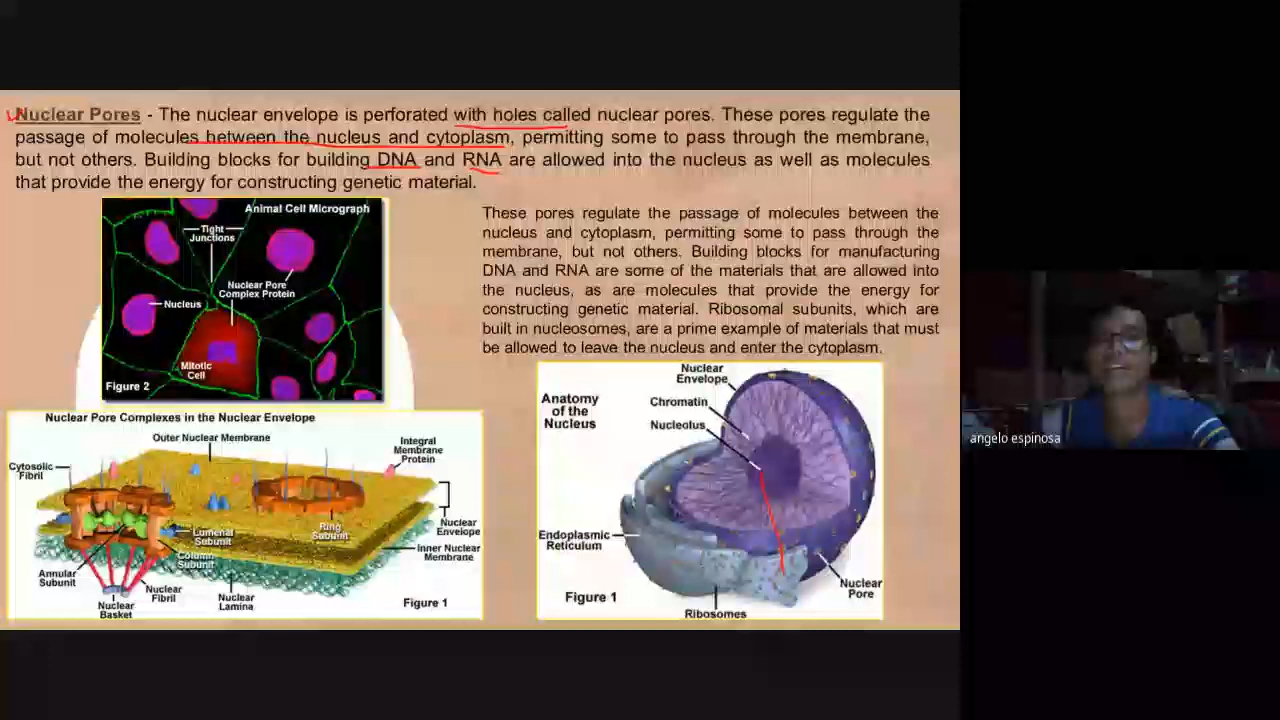 Nuclear Pores - The nuclear envelope is perforated with holes called nuclear pores. These pores regulate the
passage of molecules between the nucleus and cytoplasm, permitting some to pass through the membrane,
but not others. Building blocks for building DNA and RNA are allowed into the nucleus as well as molecules
that provide the energy for constructing genetic material.
Animal Cell Micrograph
Tight
Junctions
Nuclear Pore
Complex Protein
Nucleus
Mitotic
Cell
Figure 2
These pores regulate the passage of molecules between the
nucleus and cytoplasm, permitting some to pass through the
membrane, but not others. Building blocks for manufacturing
DNA and RNA are some of the materials that are allowed into
the nucleus, as are molecules that provide the energy for
constructing genetic material. Ribosomal subunits, which are
built in nucleosomes, are a prime example of materials that must
be allowed to leave the nucleus and enter the cytoplasm.
Nuclear Pore Complexes in the Nuclear Envelope
Outer Nuclear Membrane
Integral
Membrane
Protein
Cytosolic
Fibril
Lumenal
Subunit
Ring
Subunit
Nuclear
Envelope
Column
Subunit
Inner Nuclear
Membrane
Annular
Subunit
Nuclear
Fibril
Nuclear
Basket
Nuclear
Lamina
Figure 1
Anatomy
of the
Nucleus
Nuclear
Envelope
Chromatin
Nucleolus
Endoplasmic
Reticulum
Nuclear
Pore
Ribosomes
Figure 1
angelo espinosa